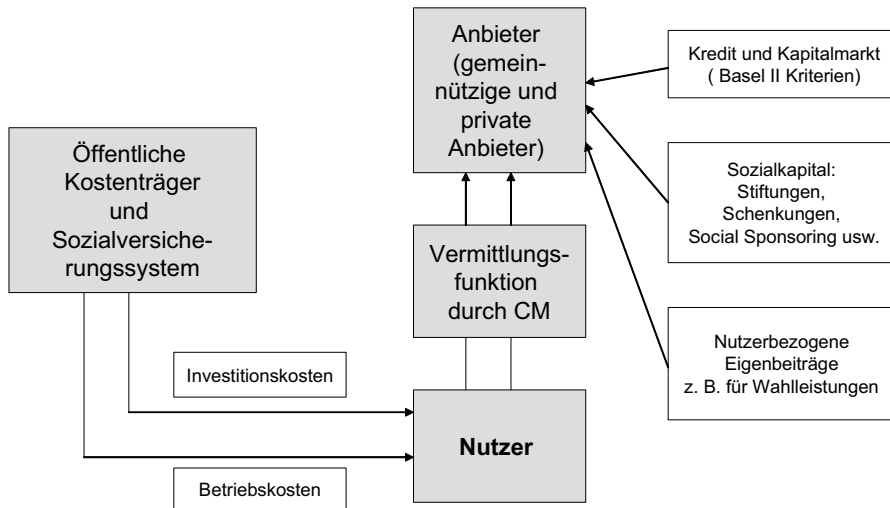 Öffentliche
Kostenträger
und
Sozialversiche-
rungssystem
Anbieter
(gemein-
nützige und
private
Anbieter)
Kredit und Kapitalmarkt
( Basel II Kriterien)
Sozialkapital:
Stiftungen,
Schenkungen,
Social Sponsoring usw.
Vermittlungs-
funktion
durch CM
Nutzerbezogene
Eigenbeiträge
z. B. für Wahlleistungen
Investitionskosten
Nutzer
Betriebskosten